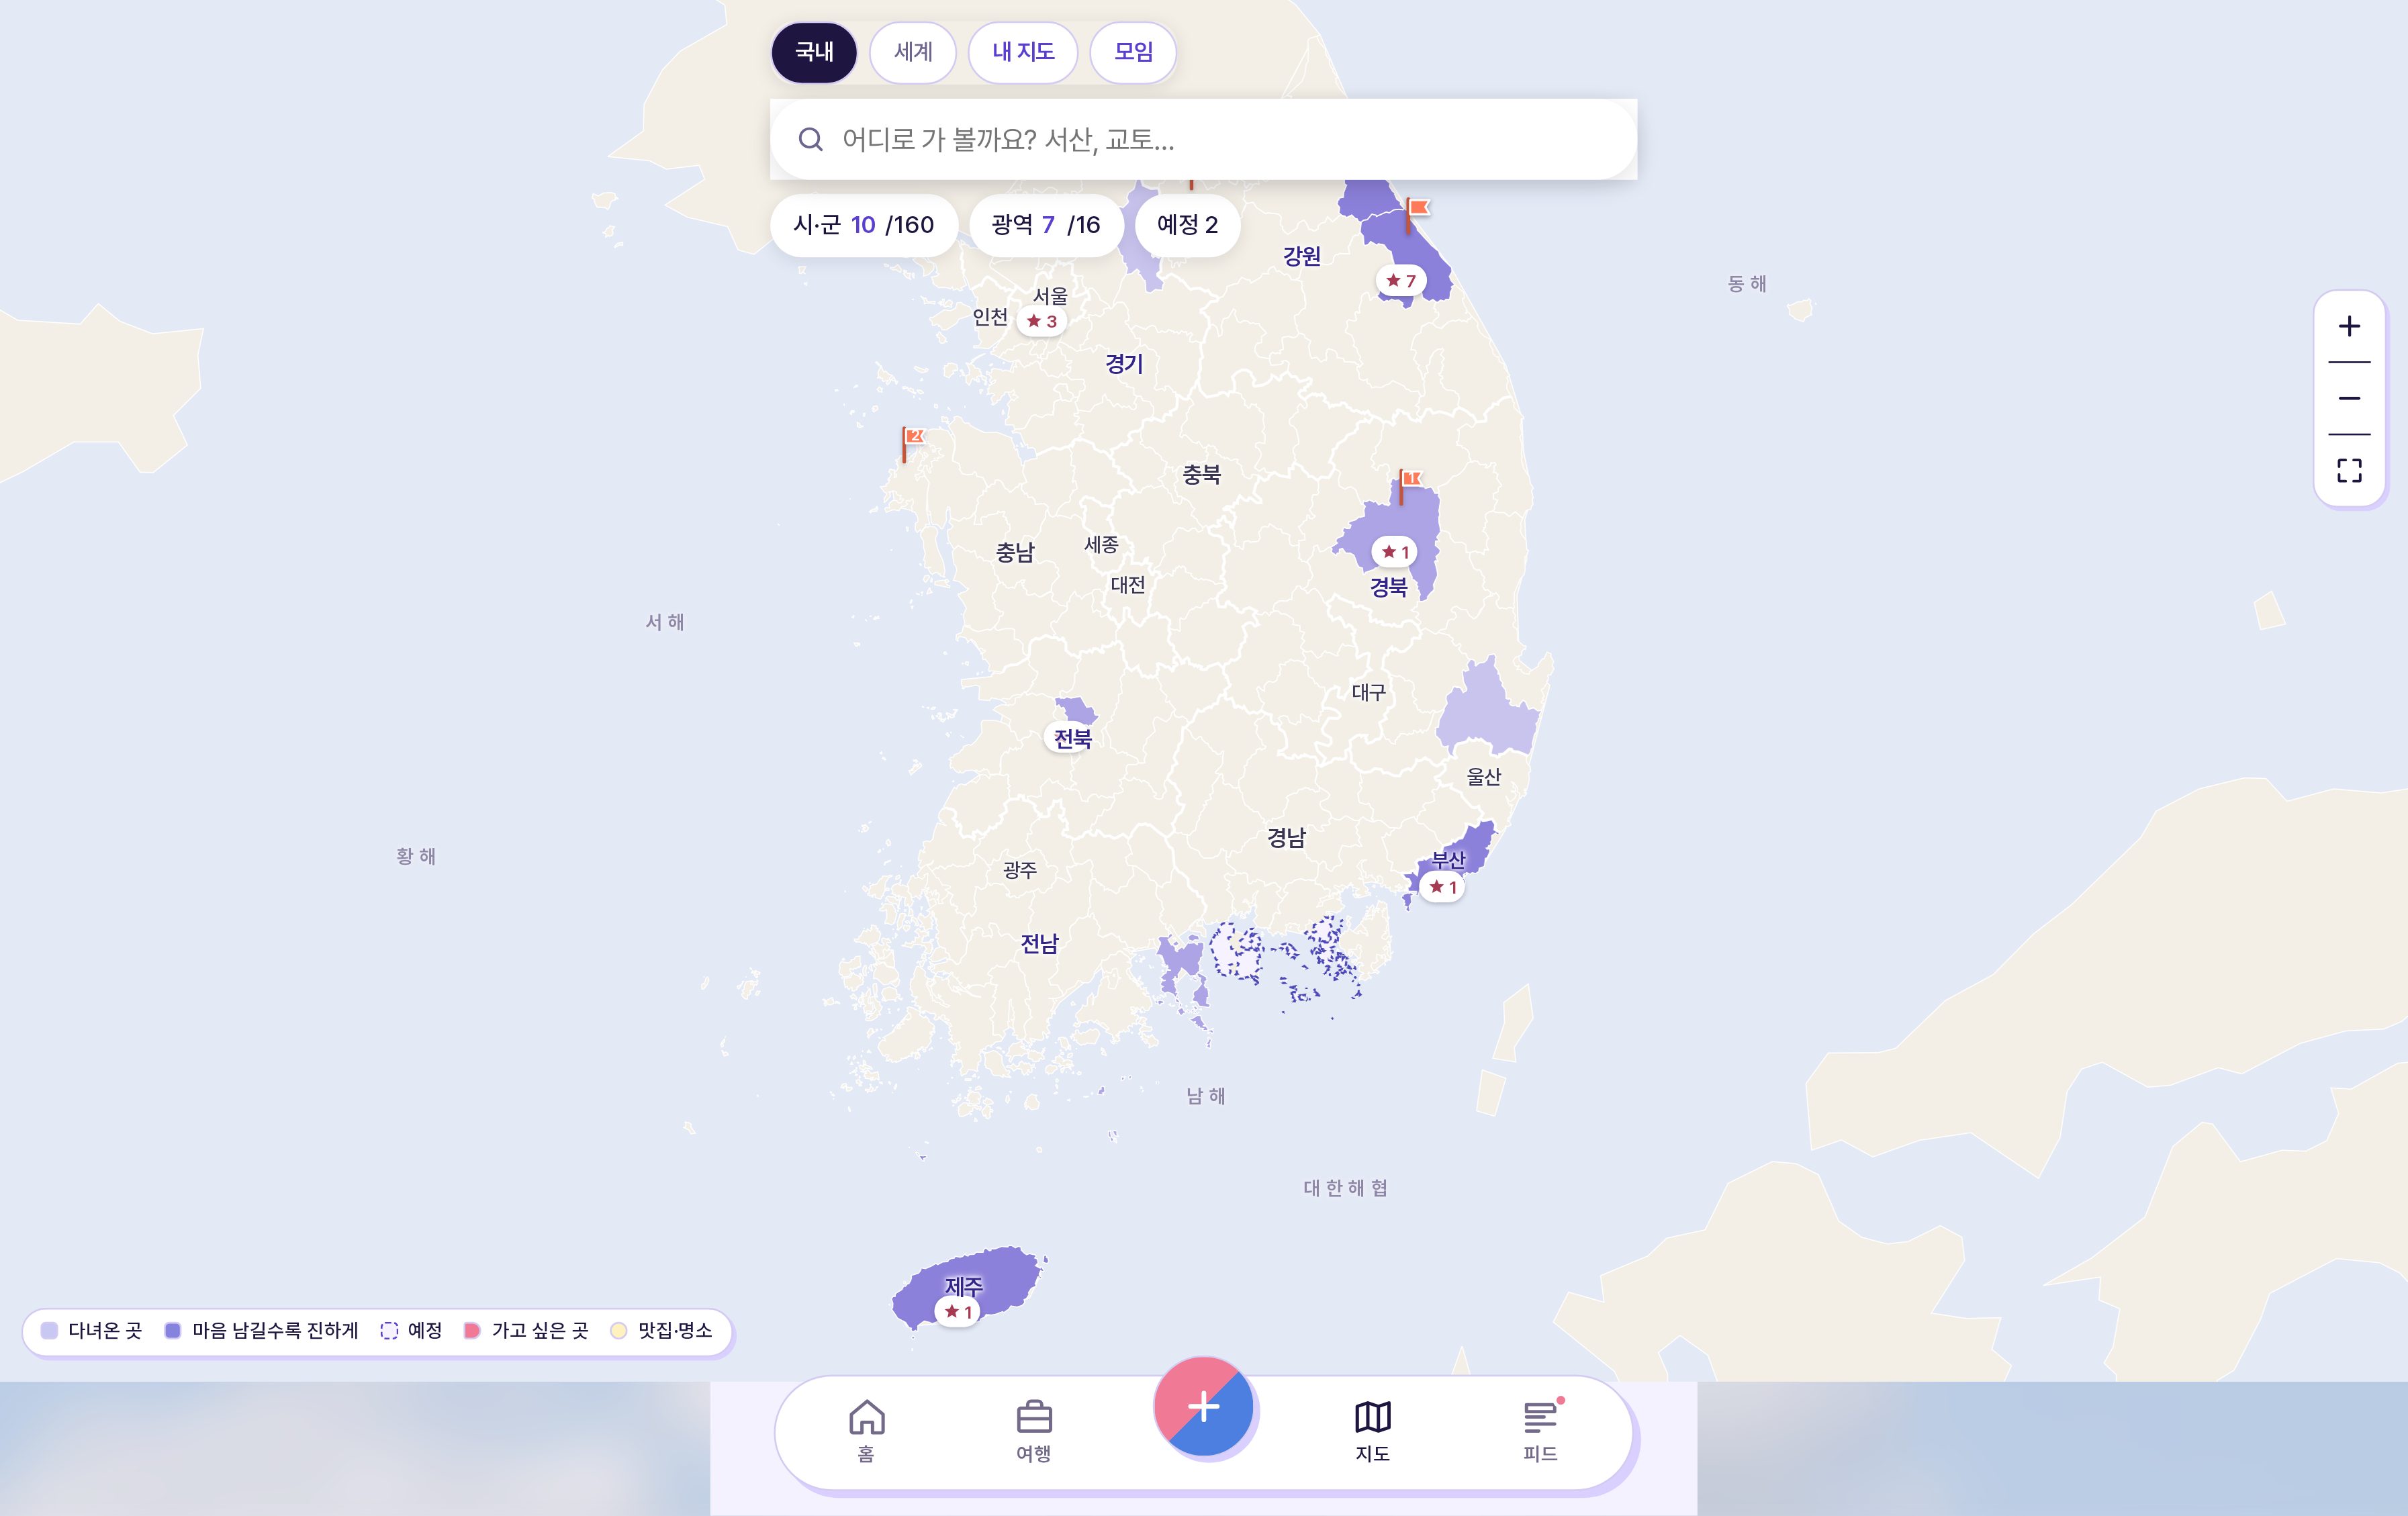 국내 세계 내 지도 모임
어디로 가 볼까요? 서산, 교토...
시·군 10 /160 광역 7 /16 예정 2
강원
7
동해
서울
인천
3
경기
2
충북
1
충남
세종
1
대전
경북
서해
대구
전북
울산
경남
황해
부산
광주
1
전남
남해
대한해협
제주
1
다녀온 곳 마음 남길수록 진하게 예정 가고 싶은 곳 맛집·명소
홈 여행 지도 피드